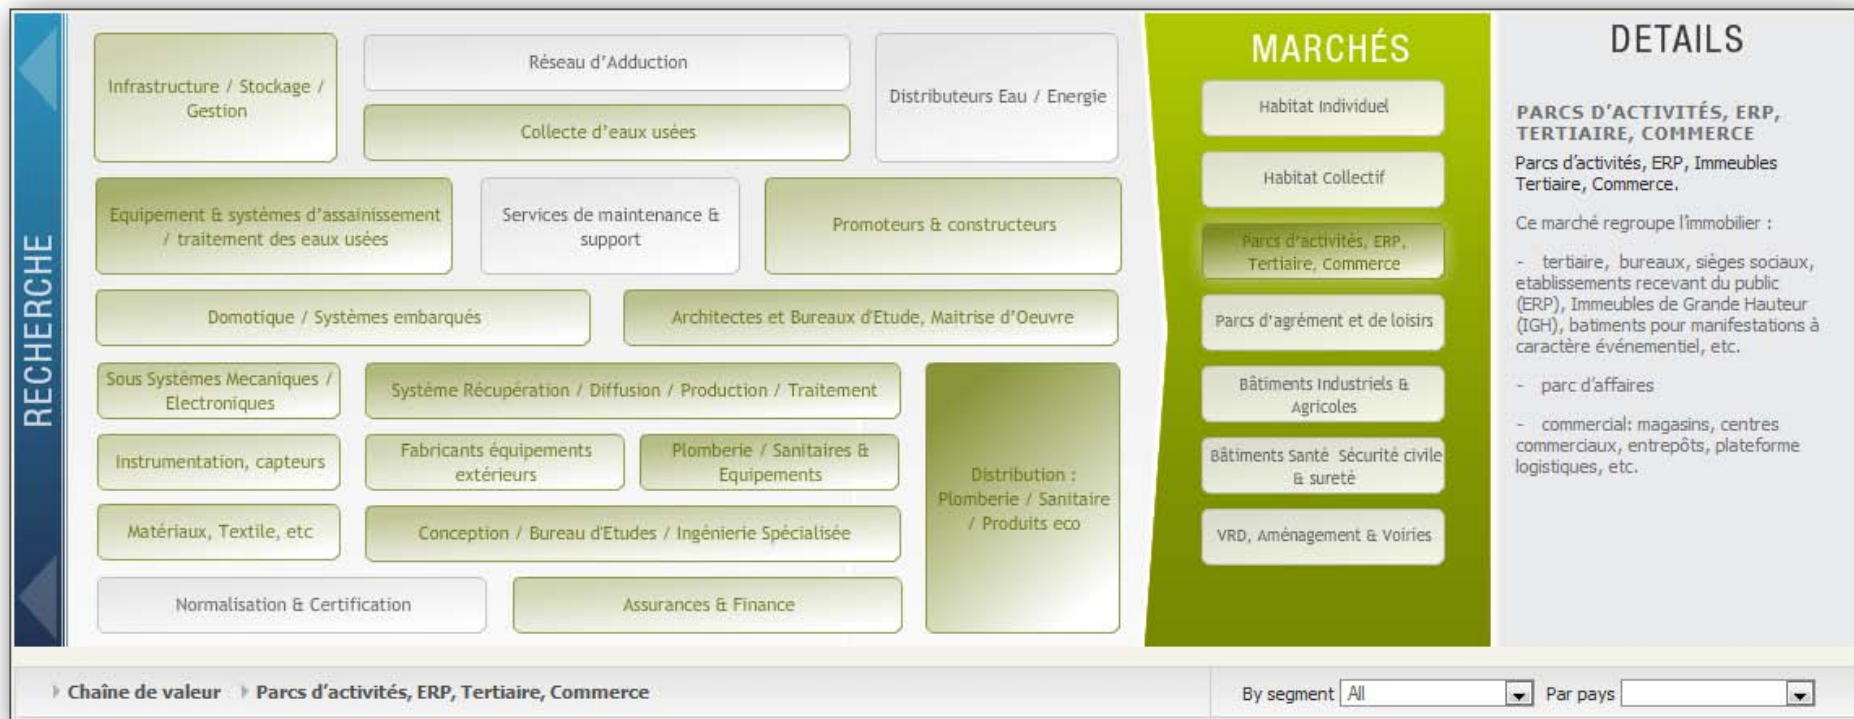 RECHERCHE
Infrastructure / Stockage /
Gestion
Réseau d'Adduction
Collecte d'eaux usées
Distributeurs Eau / Energie
Equipement & systèmes d'assainissement
/ traitement des eaux usées
Services de maintenance &
support
Promoteurs & constructeurs
Domotique / Systèmes embarqués
Architectes et Bureaux d'Etude, Maitrise d'Oeuvre
Sous Systèmes Mecaniques /
Electroniques
Système Récupération / Diffusion / Production / Traitement
Instrumentation, capteurs
Fabricants équipements
extérieurs
Plomberie / Sanitaires &
Equipements
Distribution :
Plomberie / Sanitaire
/ Produits eco
Matériaux, Textile, etc
Conception / Bureau d'Etudes / Ingénierie Spécialisée
Normalisation & Certification
Assurances & Finance
MARCHÉS
Habitat Individuel
Habitat Collectif
Parcs d'activités, ERP,
Tertiaire, Commerce
Parcs d'agrément et de loisirs
Bâtiments Industriels &
Agricoles
Bâtiments Santé Sécurité civile
& sureté
VRD, Aménagement & Voiries
DETAILS
PARCS D'ACTIVITÉS, ERP,
TERTIAIRE, COMMERCE
Parcs d'activités, ERP, Immeubles
Tertiaire, Commerce.
Ce marché regroupe l'immobilier :
- tertiaire, bureaux, sièges sociaux,
etablissements recevant du public
(ERP), Immeubles de Grande Hauteur
(IGH), batiments pour manifestations à
caractère événementiel, etc.
- parc d'affaires
- commercial: magasins, centres
commerciaux, entrepôts, plateforme
logistiques, etc.
Chaîne de valeur Parcs d'activités, ERP, Tertiaire, Commerce
By segment All Par pays